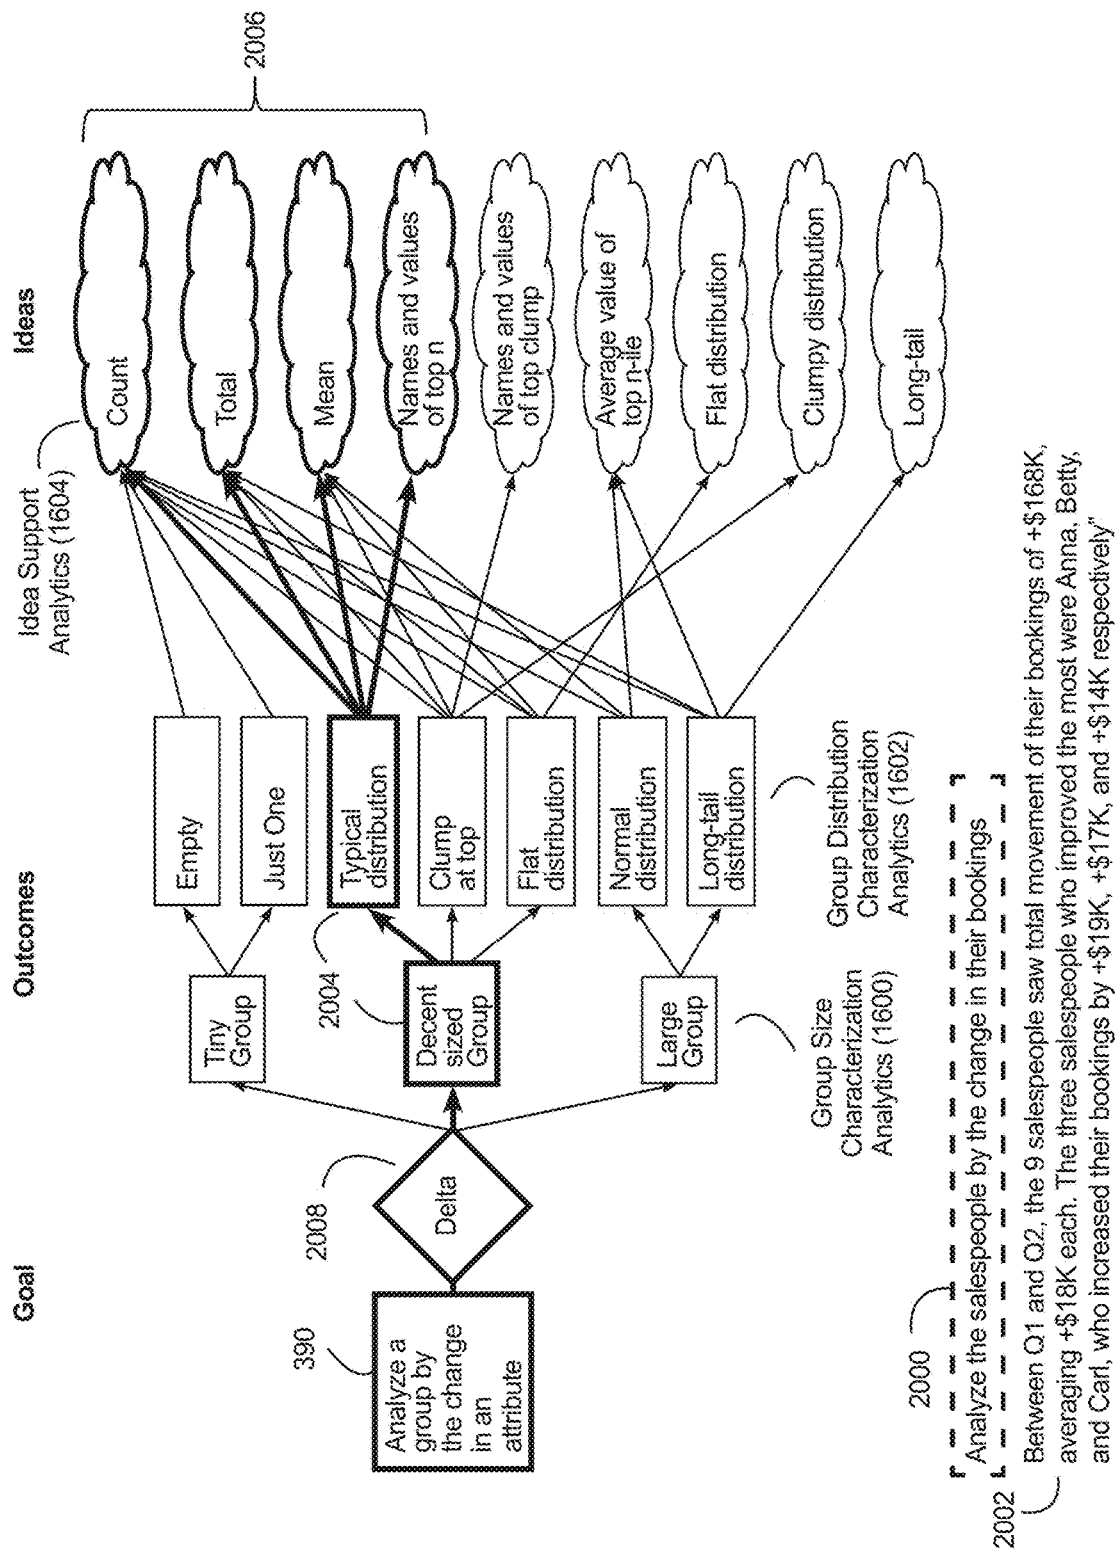 Goal
Outcomes
Ideas
Idea Support
Analytics (1604)
2006
390
Analyze a
group by
the change
in an
attribute
2008
Delta
2004
Tiny
Group
Decent
sized
Group
Large
Group
Empty
Just One
Typical
distribution
Clump
at top
Flat
distribution
Normal
distribution
Long-tail
distribution
Count
Total
Mean
Names and values
of top n
Names and values
of top clump
Average value of
top n-ile
Flat distribution
Clumpy distribution
Long-tail
Group Size
Characterization
Analytics (1600)
Group Distribution
Characterization
Analytics (1602)
2000
Analyze the salespeople by the change in their bookings
2002
Between Q1 and Q2, the 9 salespeople saw total movement of their bookings of +$168K,
averaging +$18K each. The three salespeople who improved the most were Anna, Betty,
and Carl, who increased their bookings by +$19K, +$17K, and +$14K respectively"